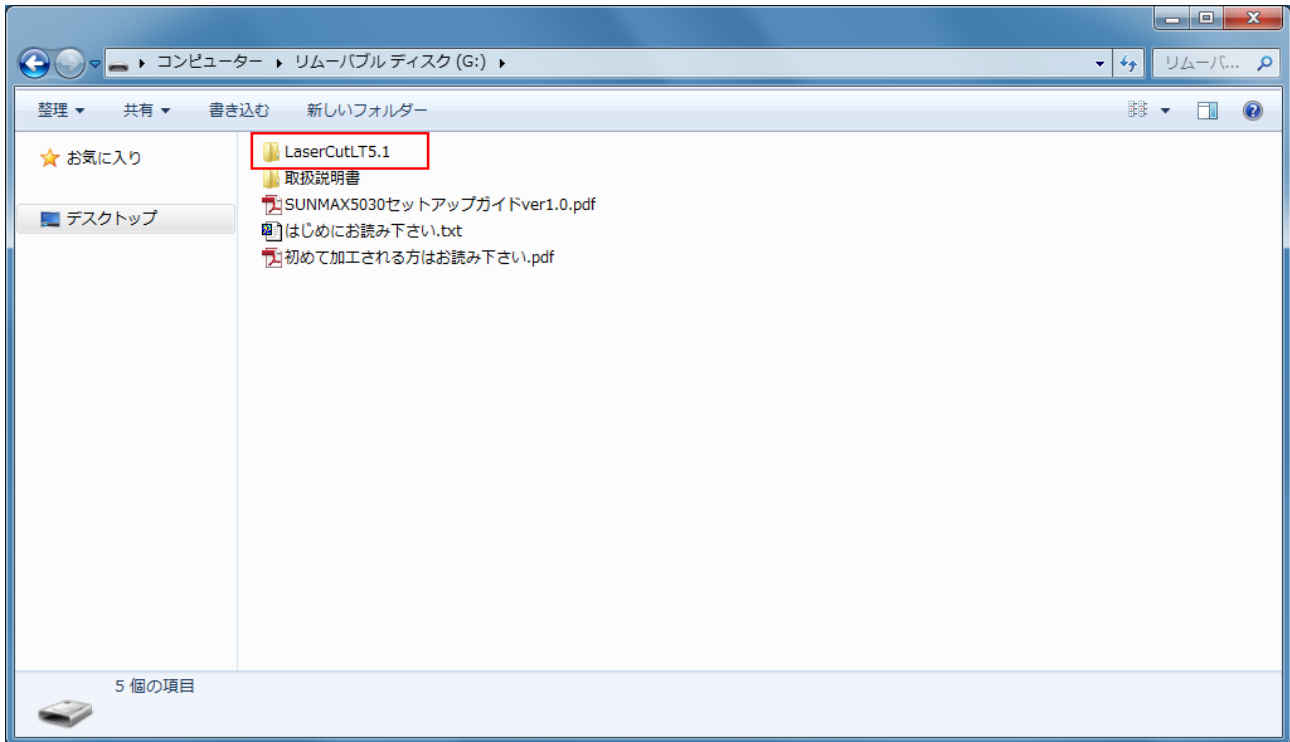 コンピューター リムーバブル ディスク (G:) リムーバ...
整理 共有 書き込む 新しいフォルダー
お気に入り
デスクトップ
LaserCutLT5.1
取扱説明書
SUNMAX5030セットアップガイドver1.0.pdf
はじめにお読み下さい.txt
初めて加工される方はお読み下さい.pdf
5 個の項目